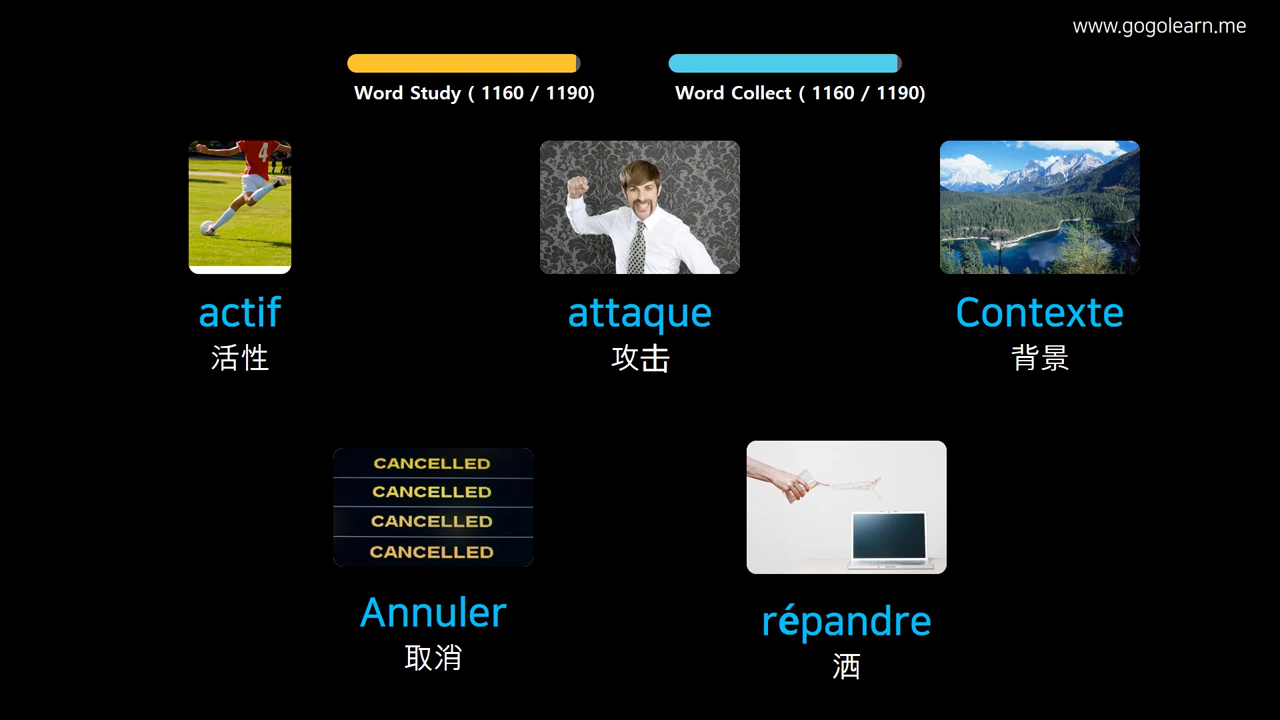 www.gogolearn.me
Word Study ( 1160 / 1190)
Word Collect ( 1160 / 1190)
4
actif
活性
attaque
攻击
Contexte
背景
CANCELLED
CANCELLED
CANCELLED
CANCELLED
Annuler
取消
répandre
洒